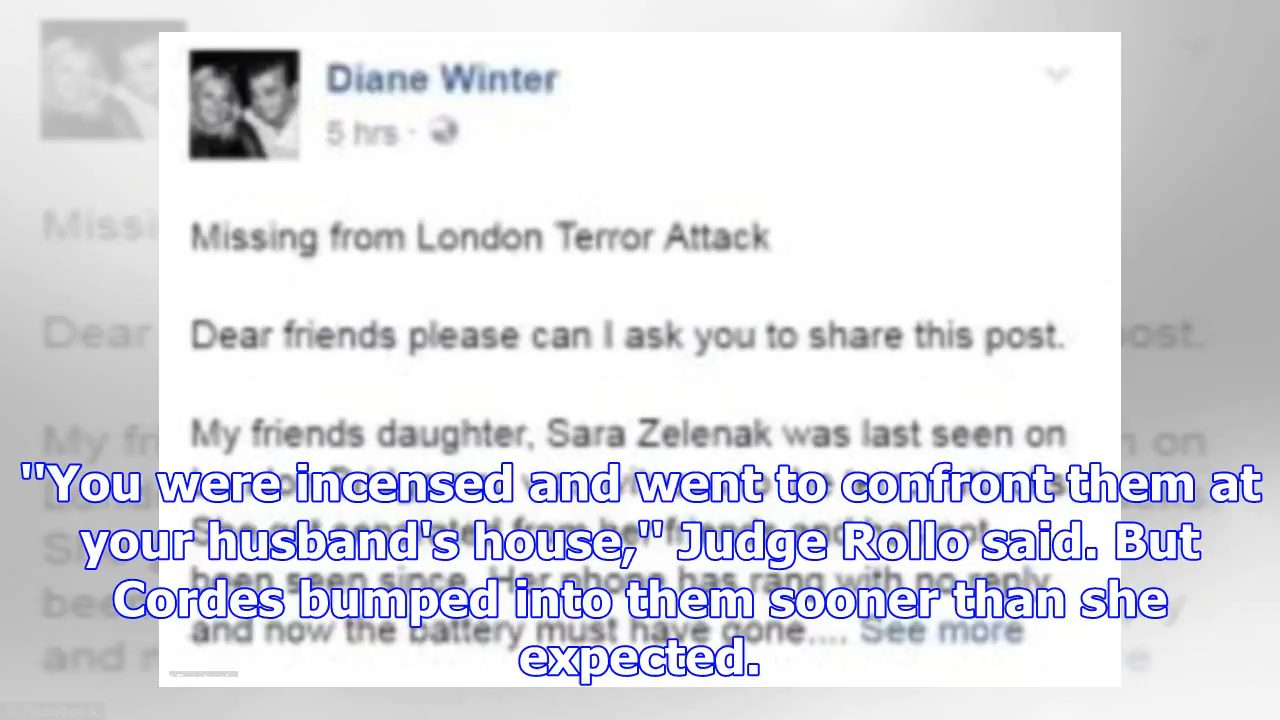 Diane Winter
5 hrs ·
Missing from London Terror Attack
Dear friends please can I ask you to share this post.
My friends daughter, Sara Zelenak was last seen on
"You were incensed and went to confront them at
your husband's house," Judge Rollo said. But
Cordes bumped into them sooner than she
expected.
been seen since. Her phone has rang with no reply
and now the battery must have gone.... See more